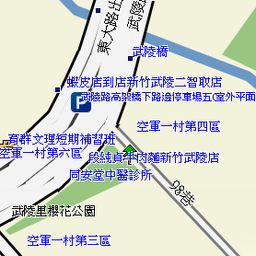 東大路出
武陵
武陵橋
蝦皮店到店新竹武陵二智取店
武陵路高架橋下路邊停車場五(室外平面
P
空軍一村第四區
育群文理短期補習班
空軍一村第六區
段純貞牛肉麵新竹武陵店
同安堂中醫診所
98巷
武陵里櫻花公園
空軍一村第三區